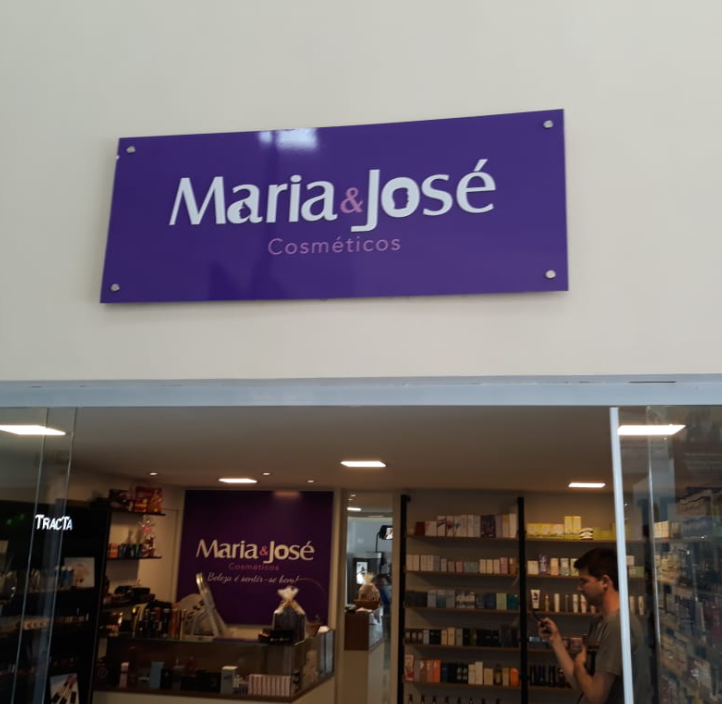 Maria & José
Cosméticos
TRACTA
Maria & José
Cosméticos
Beleza é sentir-se bem!